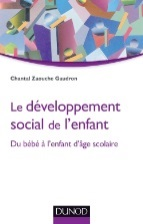 Chantal Zaouche Gaudron
Le développement
social de l'enfant
Du bébé à l'enfant d'âge scolaire
DUNOD